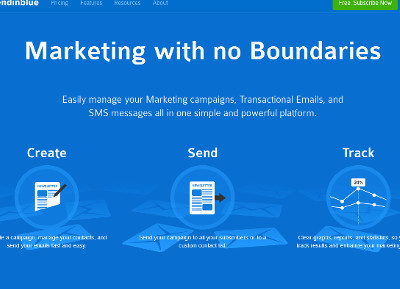 endinblue Pricing Features Resources About Free. Subscribe Now
Marketing with no Boundaries
Easily manage your Marketing campaigns, Transactional Emails, and
SMS messages all in one simple and powerful platform.
Create Send Track
NEWSLETTER NEWSLETTER 34%
te a campaign, manage your contacts, and Send your campaign to all your subscribers or to a Clear graphs, reports, and statistics, so y
send your emails fast and easy. custom contact list. track results and enhance your marketing